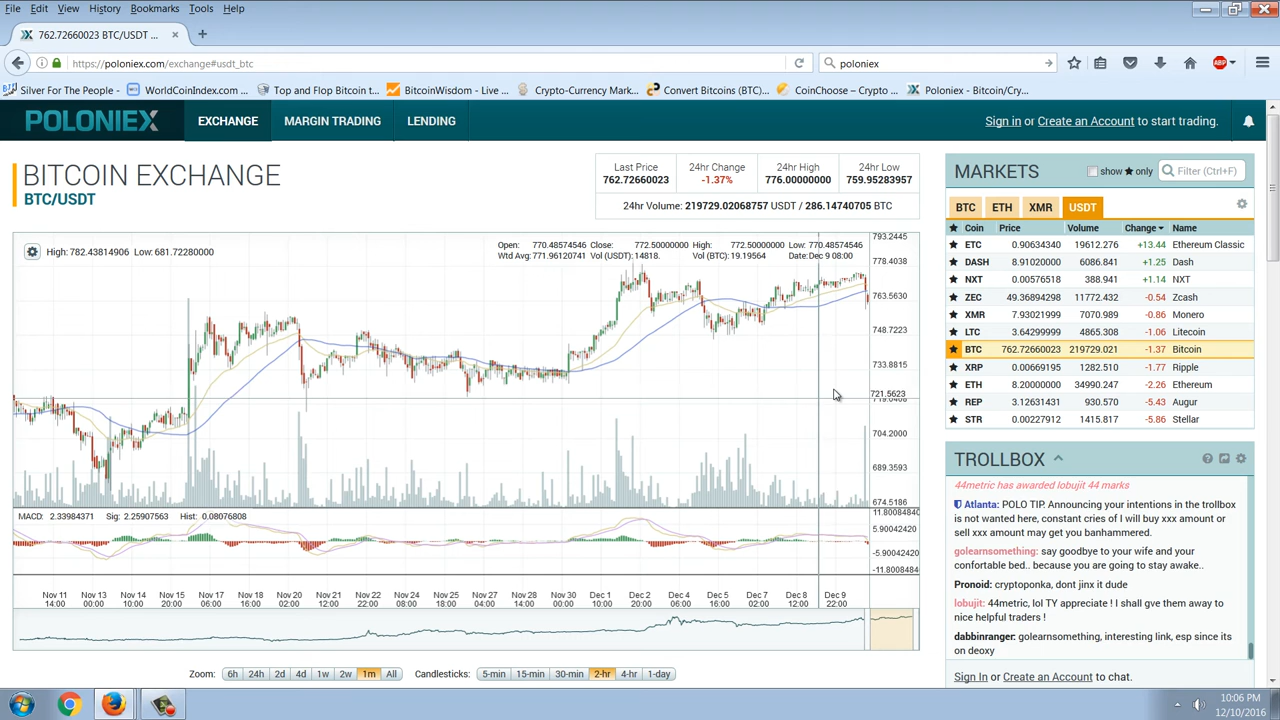 File Edit View History Bookmarks Tools Help
762.72660023 BTC/USDT ...
https://poloniex.com/exchange#usdt_btc
poloniex
Silver For The People - WorldCoinIndex.com ... Top and Flop Bitcoin t... BitcoinWisdom - Live ... Crypto-Currency Mark... Convert Bitcoins (BTC)... CoinChoose – Crypto ... Poloniex - Bitcoin/Cry...
POLONIEX EXCHANGE MARGIN TRADING LENDING Sign in or Create an Account to start trading.
BITCOIN EXCHANGE
BTC/USDT
Last Price 24hr Change 24hr High 24hr Low
762.72660023 -1.37% 776.00000000 759.95283957
24hr Volume: 219729.02068757 USDT / 286.14740705 BTC
High: 782.43814906 Low: 681.72280000
Open: 770.48574546 Close: 772.50000000 High: 772.50000000 Low: 770.48574546
Wtd Avg: 771.96120741 Vol (USDT): 14818. Vol (BTC): 19.19564 Date: Dec 9 08:00
793.2445
778.4038
763.5630
748.7223
733.8815
721.5623
704.2000
689.3593
674.5186
MACD: 2.33984371 Sig: 2.25907563 Hist: 0.08076808
11.80084840
5.90042420
-5.90042420
-11.8008484
Nov 11 Nov 13 Nov 14 Nov 15 Nov 17 Nov 18 Nov 20 Nov 21 Nov 22 Nov 24 Nov 25 Nov 27 Nov 28 Nov 30 Dec 1 Dec 2 Dec 4 Dec 5 Dec 7 Dec 8 Dec 9
14:00 00:00 10:00 20:00 06:00 16:00 02:00 12:00 22:00 08:00 18:00 04:00 14:00 00:00 10:00 20:00 06:00 16:00 02:00 12:00 22:00
Zoom: 6h 24h 2d 4d 1w 2w 1m All Candlesticks: 5-min 15-min 30-min 2-hr 4-hr 1-day
MARKETS show ★ only Filter (Ctrl+F)
BTC ETH XMR USDT
★ Coin Price Volume Change Name
★ ETC 0.90634340 19612.276 +13.44 Ethereum Classic
★ DASH 8.91020000 6086.841 +1.25 Dash
★ NXT 0.00576518 388.941 +1.14 NXT
★ ZEC 49.36894298 11772.432 -0.54 Zcash
★ XMR 7.93021999 7070.989 -0.86 Monero
★ LTC 3.64299999 4865.308 -1.06 Litecoin
★ BTC 762.72660023 219729.021 -1.37 Bitcoin
★ XRP 0.00669195 1282.510 -1.77 Ripple
★ ETH 8.20000000 34990.247 -2.26 Ethereum
★ REP 3.12631431 930.570 -5.43 Augur
★ STR 0.00227912 1415.817 -5.86 Stellar
TROLLBOX
44metric has awarded lobujit 44 marks
Atlanta: POLO TIP. Announcing your intentions in the trollbox
is not wanted here, constant cries of I will buy xxx amount or
sell xxx amount may get you banhammered.
golearnsomething: say goodbye to your wife and your
confortable bed.. because you are going to stay awake..
Pronoid: cryptoponka, dont jinx it dude
lobujit: 44metric, lol TY appreciate ! I shall gve them away to
nice helpful traders !
dabbinranger: golearnsomething, interesting link, esp since its
on deoxy
Sign In or Create an Account to chat.
10:06 PM
12/10/2016